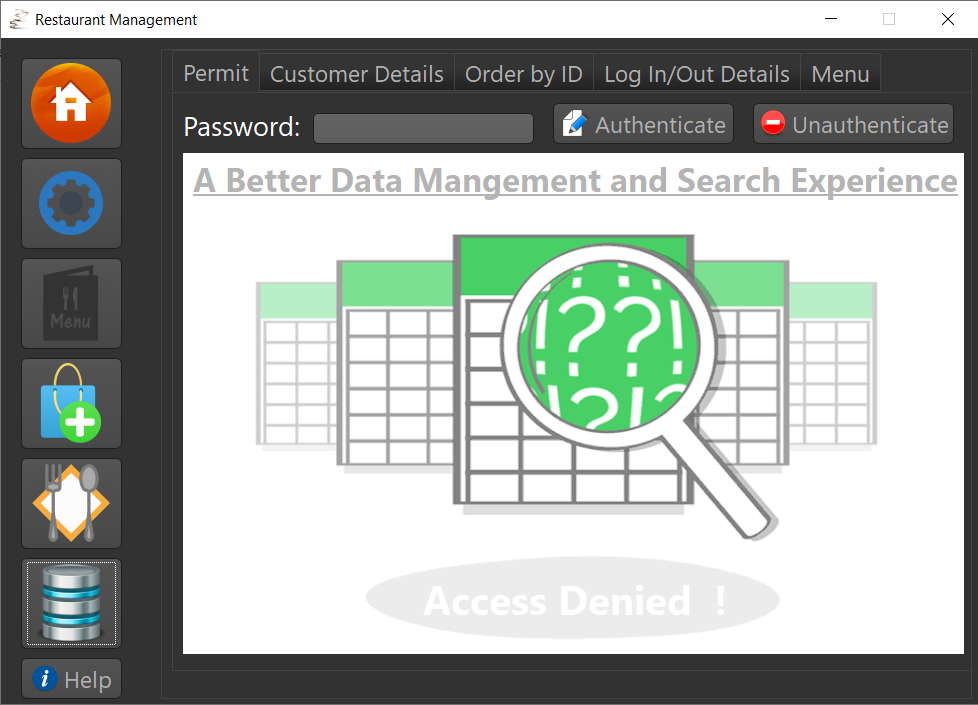 Restaurant Management
Permit Customer Details Order by ID Log In/Out Details Menu
Password: Authenticate Unauthenticate
A Better Data Mangement and Search Experience
!??!
!?!?
Menu
Access Denied !
i Help